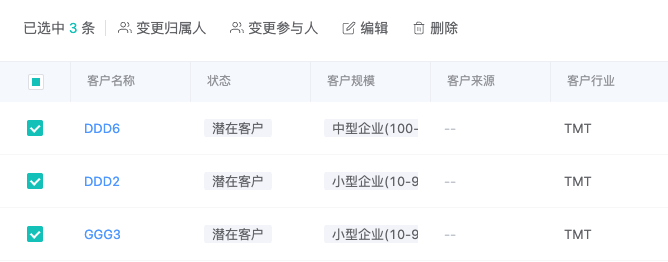 已选中 3 条 变更归属人 变更参与人 编辑 删除
客户名称 状态 客户规模 客户来源 客户行业
DDD6 潜在客户 中型企业(100- -- TMT
DDD2 潜在客户 小型企业(10-9 -- TMT
GGG3 潜在客户 小型企业(10-9 -- TMT